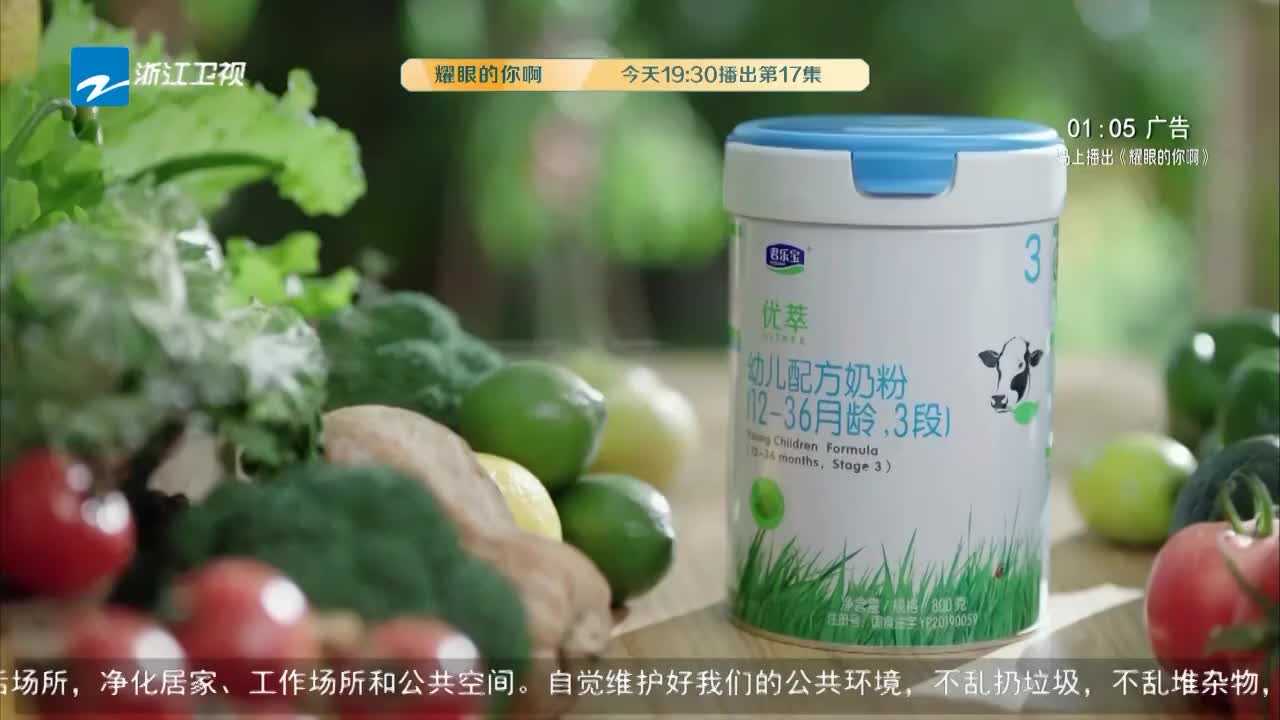 浙江卫视
耀眼的你啊 今天19:30播出第17集
01:05 广告
马上播出《耀眼的你啊》
君乐宝
3
优萃
幼儿配方奶粉
(12-36月龄,3段)
Young Children Formula
(12-36 months, Stage 3)
净含量/规格:800克
注册号:国食注字YP20190059
场所，净化居家、工作场所和公共空间。自觉维护好我们的公共环境，不乱扔垃圾，不乱堆杂物，